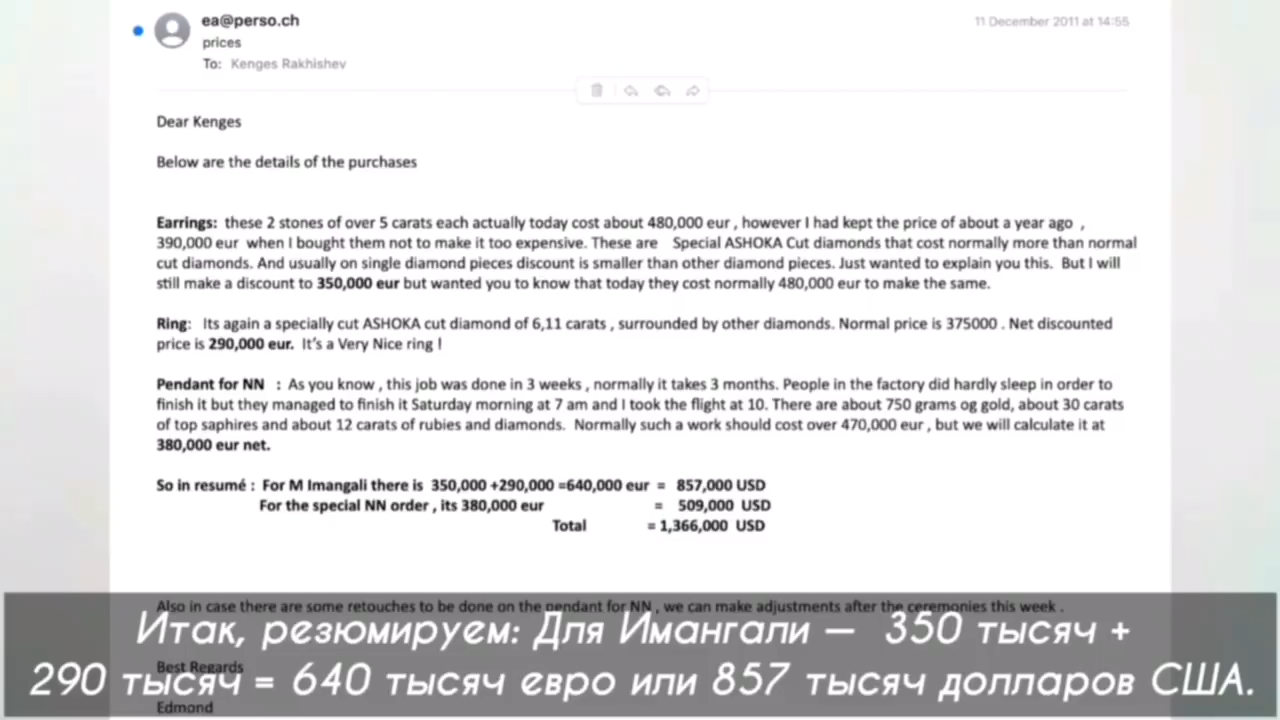 ea@perso.ch
11 December 2011 at 14:55
prices
To: Kenges Rakhishev
Dear Kenges
Below are the details of the purchases
Earrings: these 2 stones of over 5 carats each actually today cost about 480,000 eur , however I had kept the price of about a year ago ,
390,000 eur when I bought them not to make it too expensive. These are Special ASHOKA Cut diamonds that cost normally more than normal
cut diamonds. And usually on single diamond pieces discount is smaller than other diamond pieces. Just wanted to explain you this. But I will
still make a discount to 350,000 eur but wanted you to know that today they cost normally 480,000 eur to make the same.
Ring: Its again a specially cut ASHOKA cut diamond of 6,11 carats , surrounded by other diamonds. Normal price is 375000 . Net discounted
price is 290,000 eur. It's a Very Nice ring !
Pendant for NN : As you know , this job was done in 3 weeks , normally it takes 3 months. People in the factory did hardly sleep in order to
finish it but they managed to finish it Saturday morning at 7 am and I took the flight at 10. There are about 750 grams og gold, about 30 carats
of top saphires and about 12 carats of rubies and diamonds. Normally such a work should cost over 470,000 eur , but we will calculate it at
380,000 eur net.
So in resumé : For M Imangali there is 350,000 +290,000 =640,000 eur = 857,000 USD
For the special NN order , its 380,000 eur = 509,000 USD
Total = 1,366,000 USD
Also in case there are some retouches to be done on the pendant for NN , we can make adjustments after the ceremonies this week .
Итак, резюмируем: Для Имангали — 350 тысяч +
Best Regards
290 тысяч = 640 тысяч евро или 857 тысяч долларов США.
Edmond